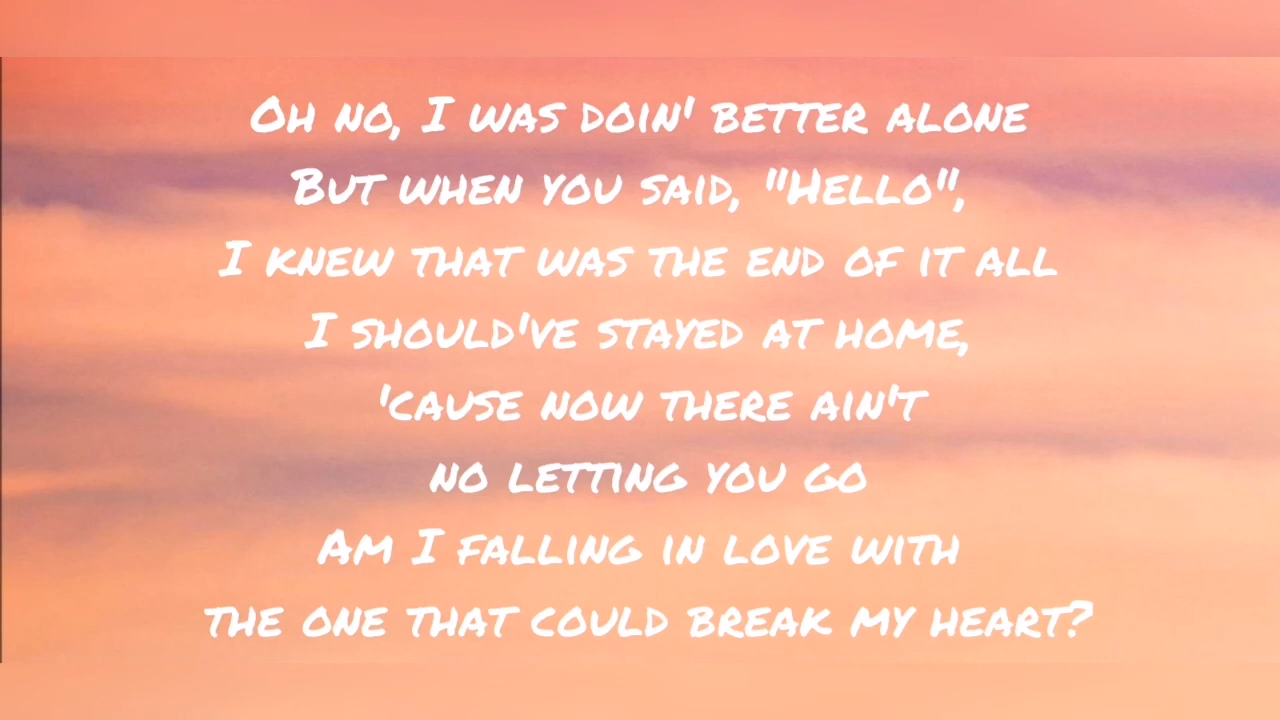 Oh no, I was doin' better alone
But when you said, "Hello",
I knew that was the end of it all
I should've stayed at home,
'cause now there ain't
no letting you go
Am I falling in love with
the one that could break my heart?